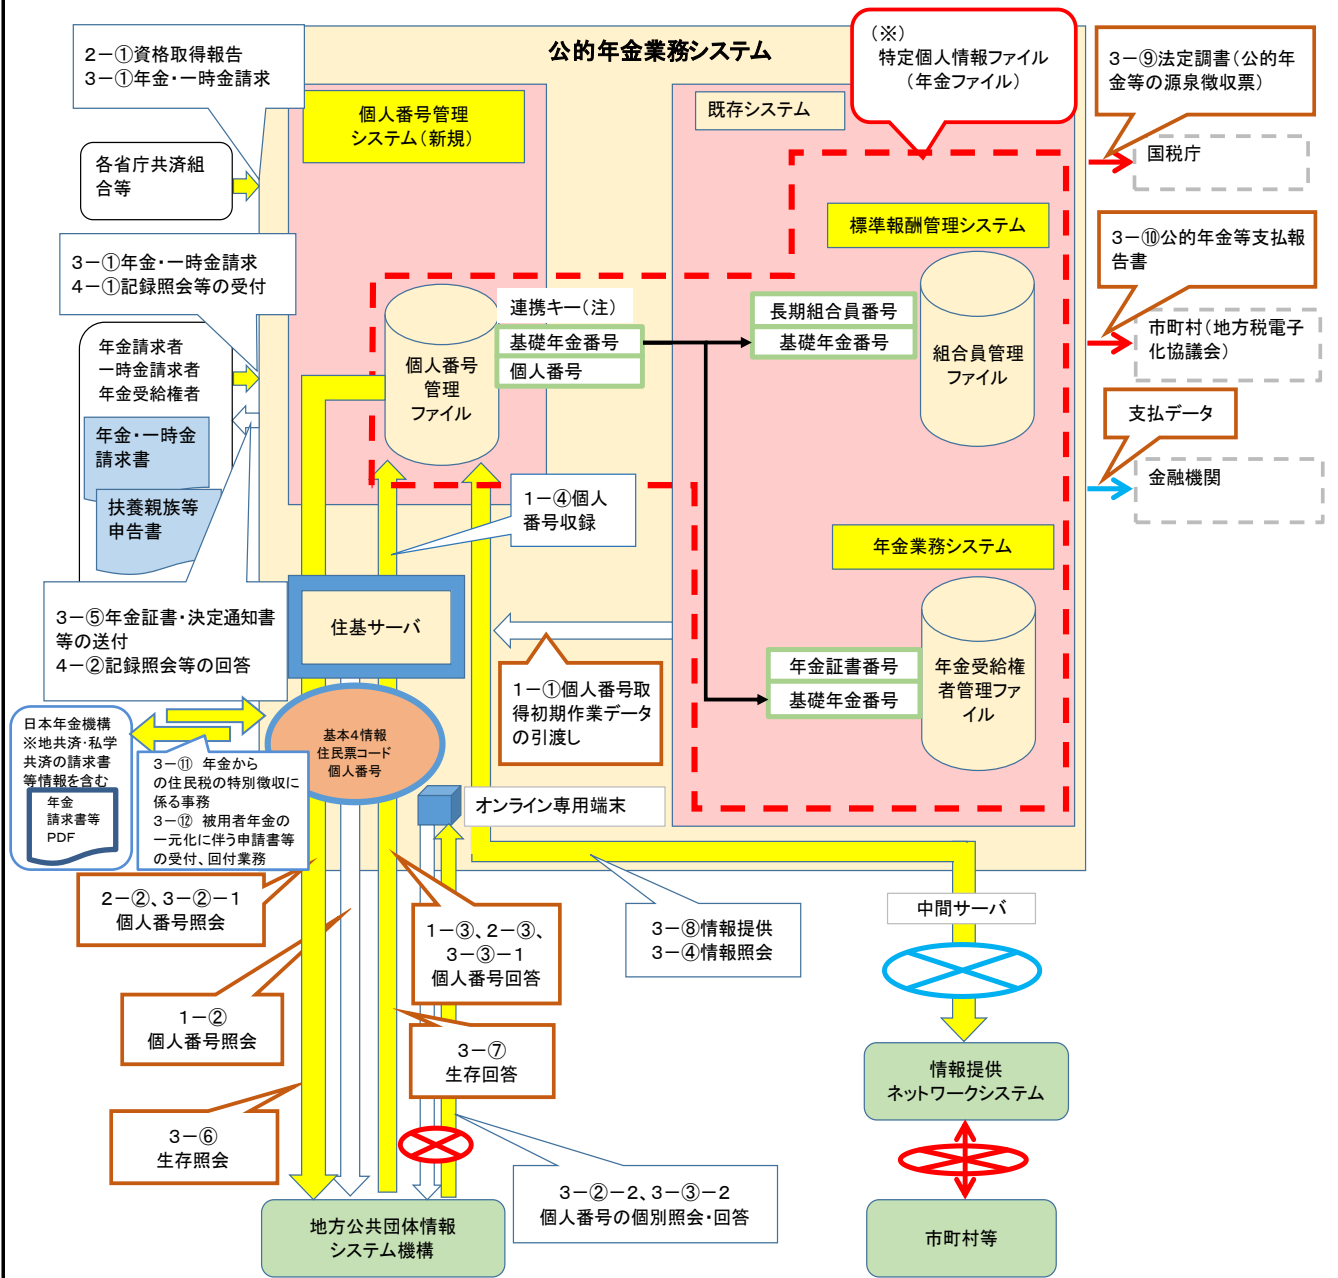 公的年金業務システム
2－①資格取得報告
3－①年金・一時金請求
個人番号管理
システム（新規）
既存システム
（※）
特定個人情報ファイル
（年金ファイル）
3－⑨法定調書（公的年
金等の源泉徴収票）
国税庁
各省庁共済組
合等
標準報酬管理システム
3－①年金・一時金請求
4－①記録照会等の受付
3－⑩公的年金等支払報
告書
市町村（地方税電子
化協議会）
年金請求者
一時金請求者
年金受給権者
年金・一時金
請求書
扶養親族等
申告書
個人番号
管理
ファイル
連携キー（注）
基礎年金番号
個人番号
長期組合員番号
基礎年金番号
組合員管理
ファイル
支払データ
金融機関
1－④個人
番号収録
年金業務システム
3－⑤年金証書・決定通知書
等の送付
4－②記録照会等の回答
住基サーバ
1－①個人番号取
得初期作業データ
の引渡し
年金証書番号
基礎年金番号
年金受給権
者管理ファ
イル
日本年金機構
※地共済・私学
共済の請求書
等情報を含む
年金
請求書等
PDF
3－⑪ 年金から
の住民税の特別徴収に
係る事務
3－⑫ 被用者年金の
一元化に伴う申請書等
の受付、回付業務
基本4情報
住民票コード
個人番号
オンライン専用端末
2－②、3－②－1
個人番号照会
1－③、2－③、
3－③－1
個人番号回答
3－⑧情報提供
3－④情報照会
中間サーバ
1－②
個人番号照会
3－⑦
生存回答
情報提供
ネットワークシステム
3－⑥
生存照会
3－②－2、3－③－2
個人番号の個別照会・回答
地方公共団体情報
システム機構
市町村等